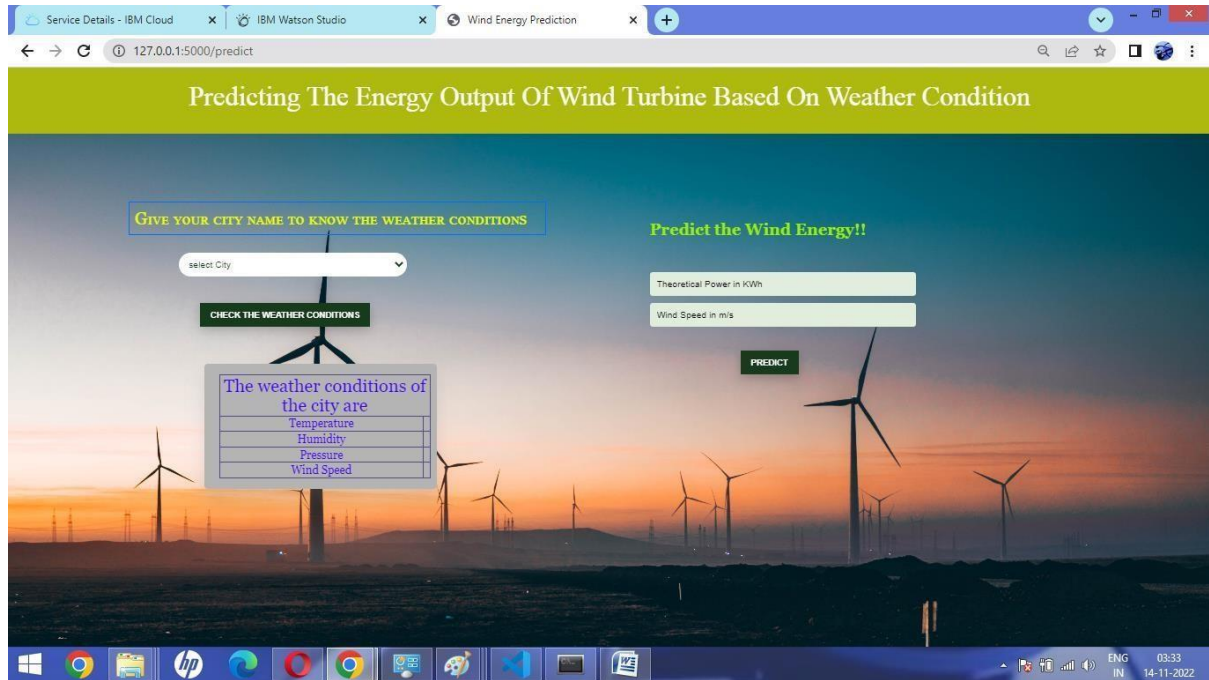 Service Details - IBM Cloud
IBM Watson Studio
Wind Energy Prediction
127.0.0.1:5000/predict
Predicting The Energy Output Of Wind Turbine Based On Weather Condition
GIVE YOUR CITY NAME TO KNOW THE WEATHER CONDITIONS
select City
CHECK THE WEATHER CONDITIONS
The weather conditions of
the city are
Temperature
Humidity
Pressure
Wind Speed
Predict the Wind Energy!!
Theoretical Power in KWh
Wind Speed in m/s
PREDICT
hp
ENG
IN
03:33
14-11-2022